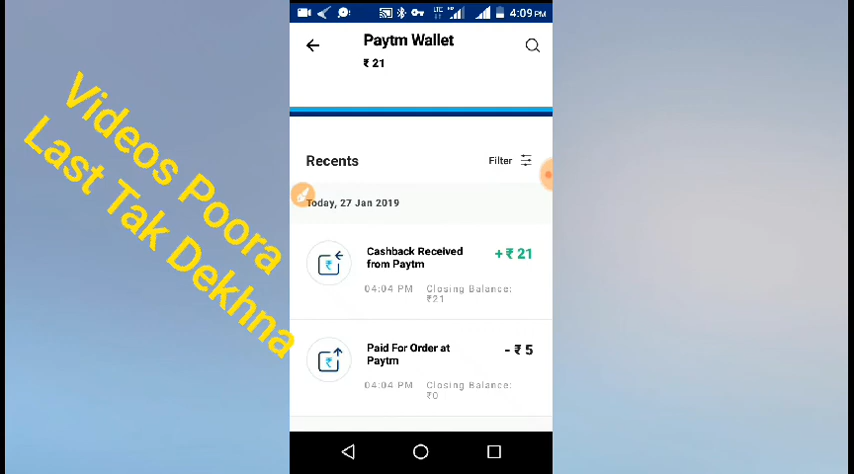 4:09 PM
Paytm Wallet
₹ 21
Recents
Filter
Today, 27 Jan 2019
Cashback Received
from Paytm
+ ₹ 21
04:04 PM
Closing Balance:
₹21
Paid For Order at
Paytm
- ₹ 5
04:04 PM
Closing Balance:
₹0
Videos Poora
Last Tak Dekhna